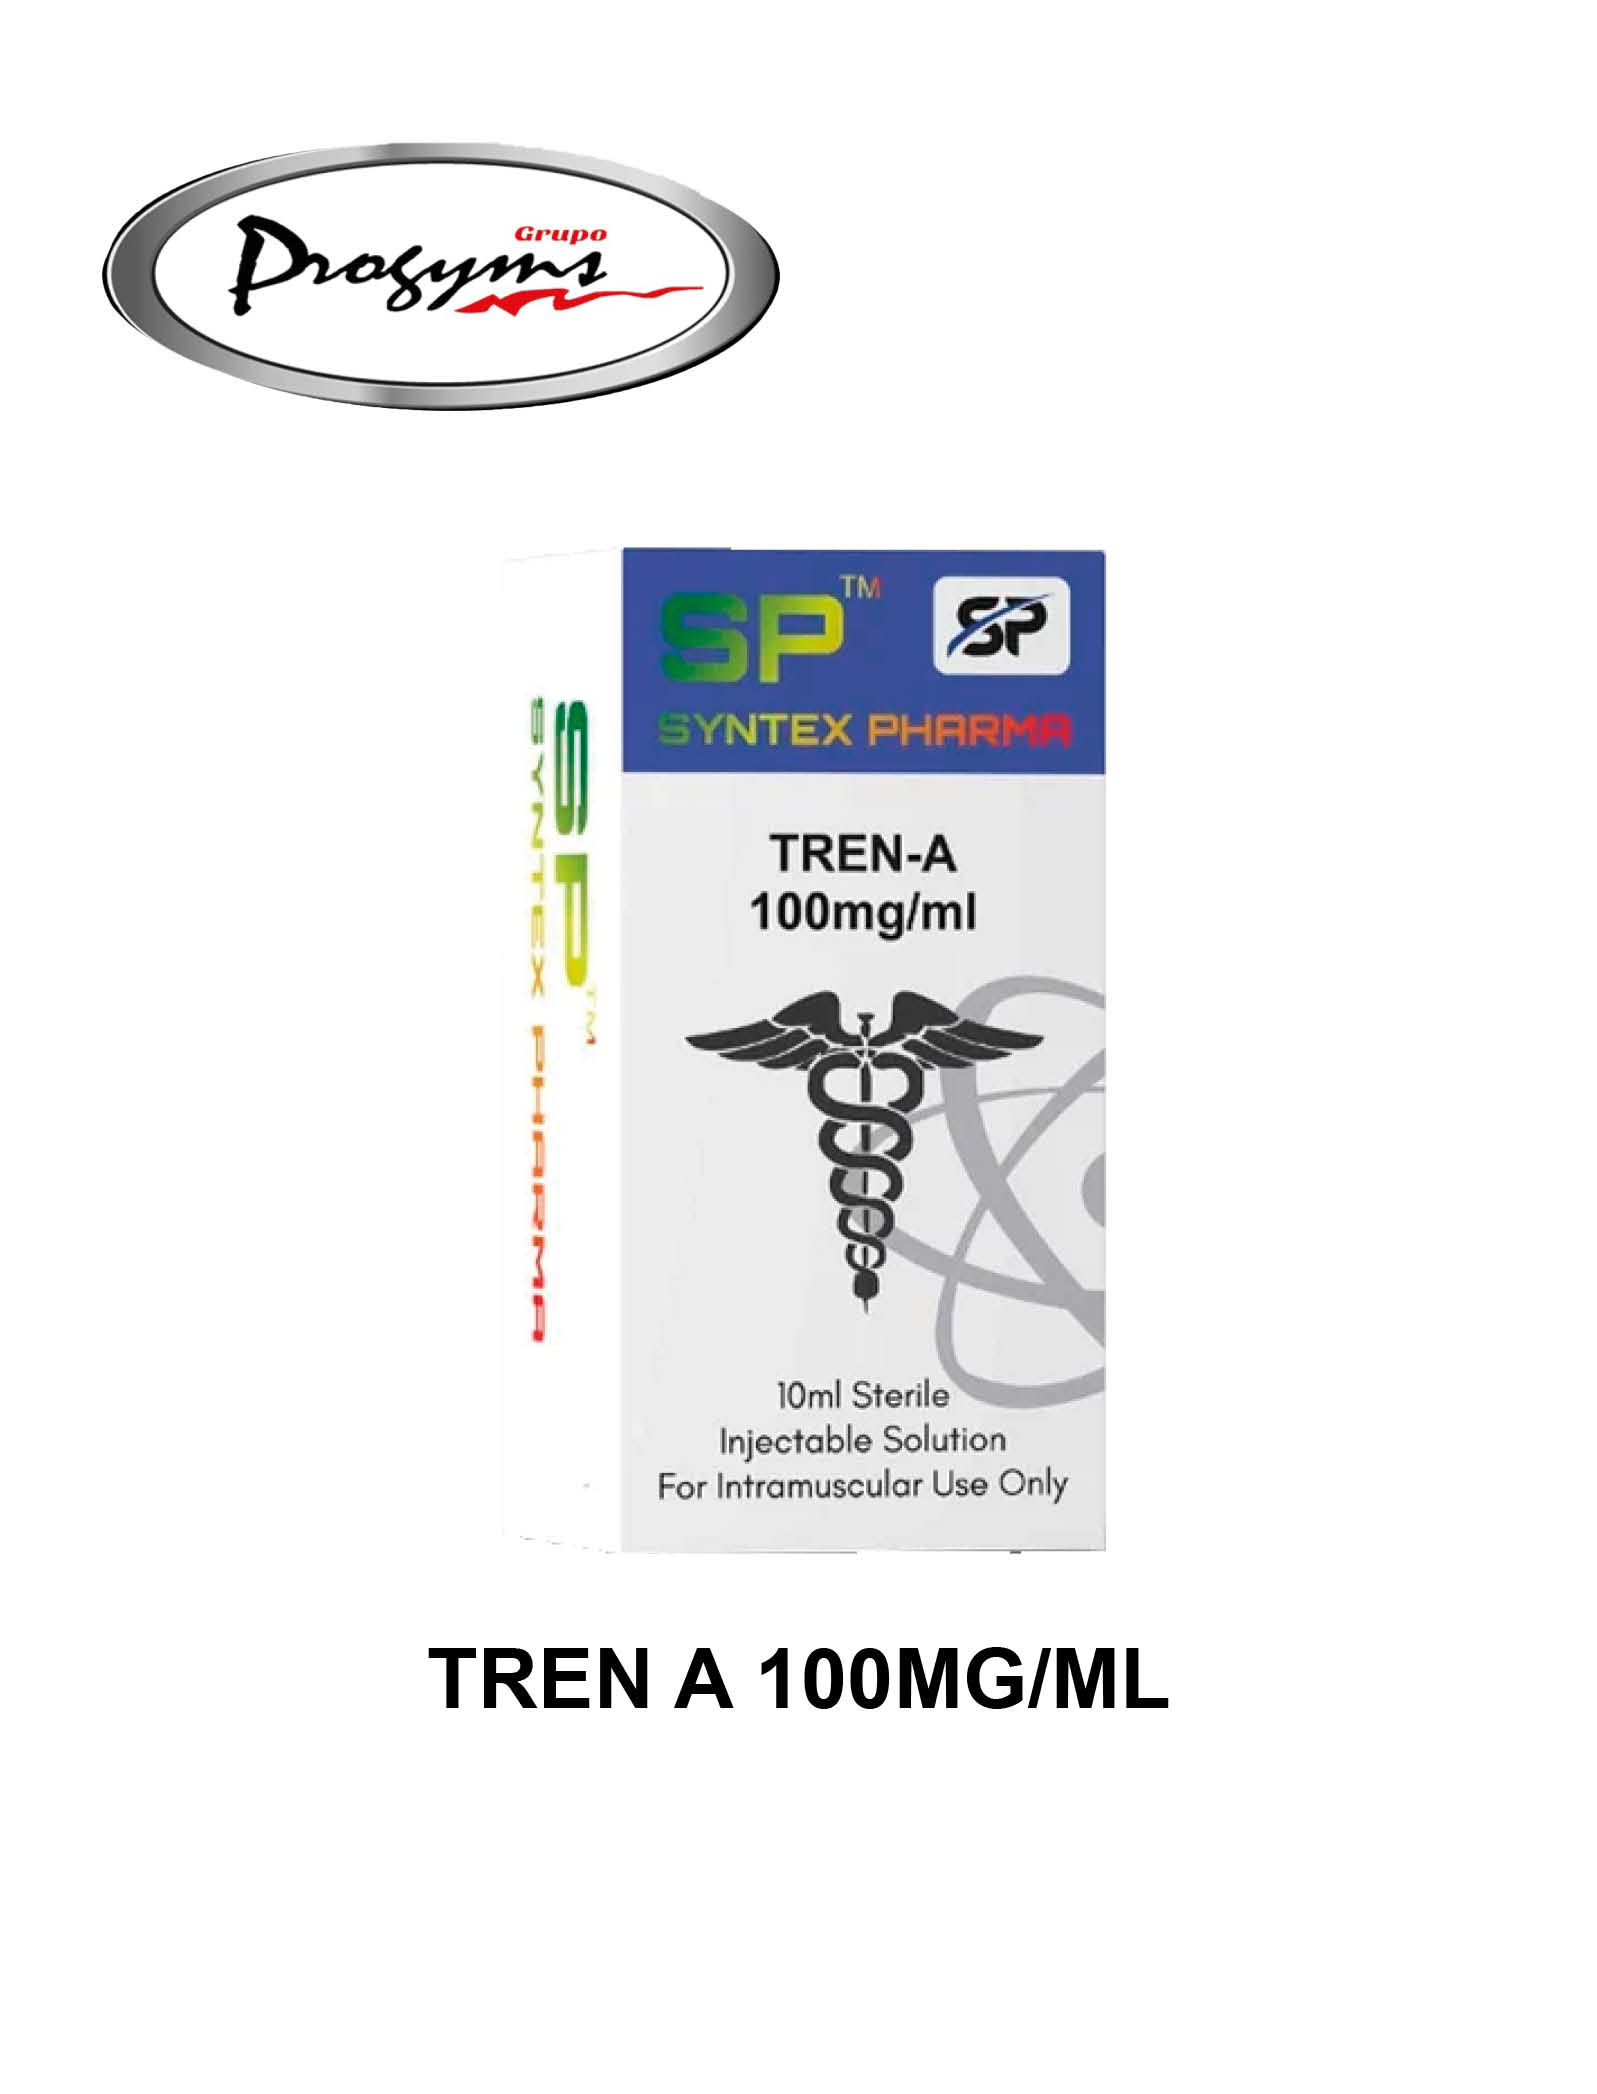 Grupo
Progyms
SP™
SP
SYNTEX PHARMA
SP™
SYNTEX PHARMA
TREN-A
100mg/ml
10ml Sterile
Injectable Solution
For Intramuscular Use Only
TREN A 100MG/ML